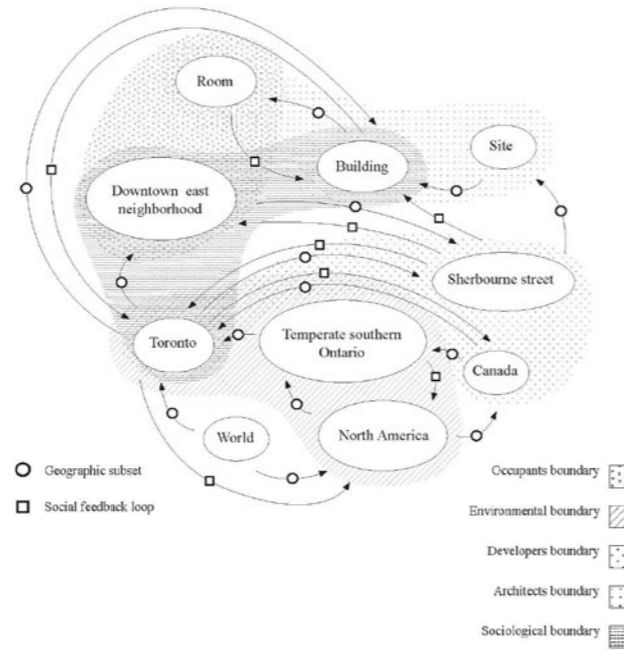 Room
Building
Site
Downtown east
neighborhood
Sherbourne street
Toronto
Temperate southern
Ontario
Canada
World
North America
Geographic subset
Social feedback loop
Occupants boundary
Environmental boundary
Developers boundary
Architects boundary
Sociological boundary